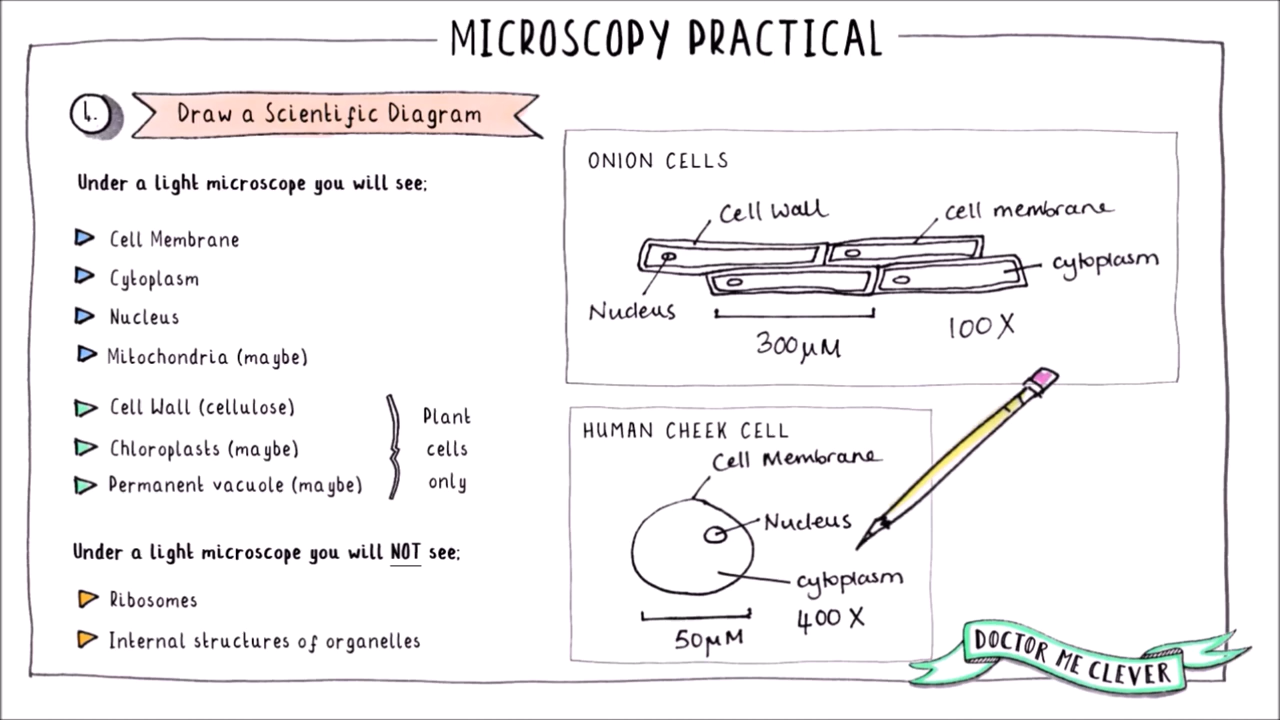 MICROSCOPY PRACTICAL
4.
Draw a Scientific Diagram
Under a light microscope you will see:
Cell Membrane
Cytoplasm
Nucleus
Mitochondria (maybe)
Cell Wall (cellulose)
Chloroplasts (maybe)
Permanent vacuole (maybe)
Plant
cells
only
Under a light microscope you will NOT see:
Ribosomes
Internal structures of organelles
ONION CELLS
Cell Wall
cell membrane
cytoplasm
Nucleus
300μM
100X
HUMAN CHEEK CELL
Cell Membrane
Nucleus
cytoplasm
400X
50μM
DOCTOR ME CLEVER